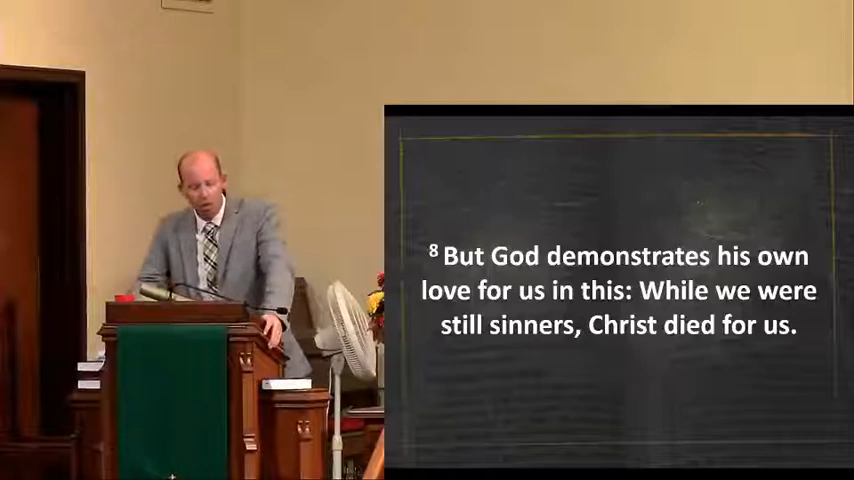 ⁸ But God demonstrates his own
love for us in this: While we were
still sinners, Christ died for us.